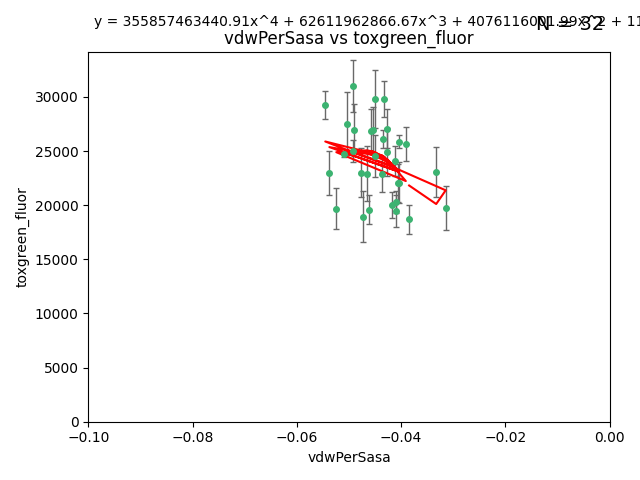 y = 355857463440.91x^4 + 62611962866.67x^3 + 4076116001.99x^2 + 11
N = 32
vdwPerSasa vs toxgreen_fluor
30000
25000
20000
15000
10000
5000
0
toxgreen_fluor
−0.10 −0.08 −0.06 −0.04 −0.02 0.00
vdwPerSasa